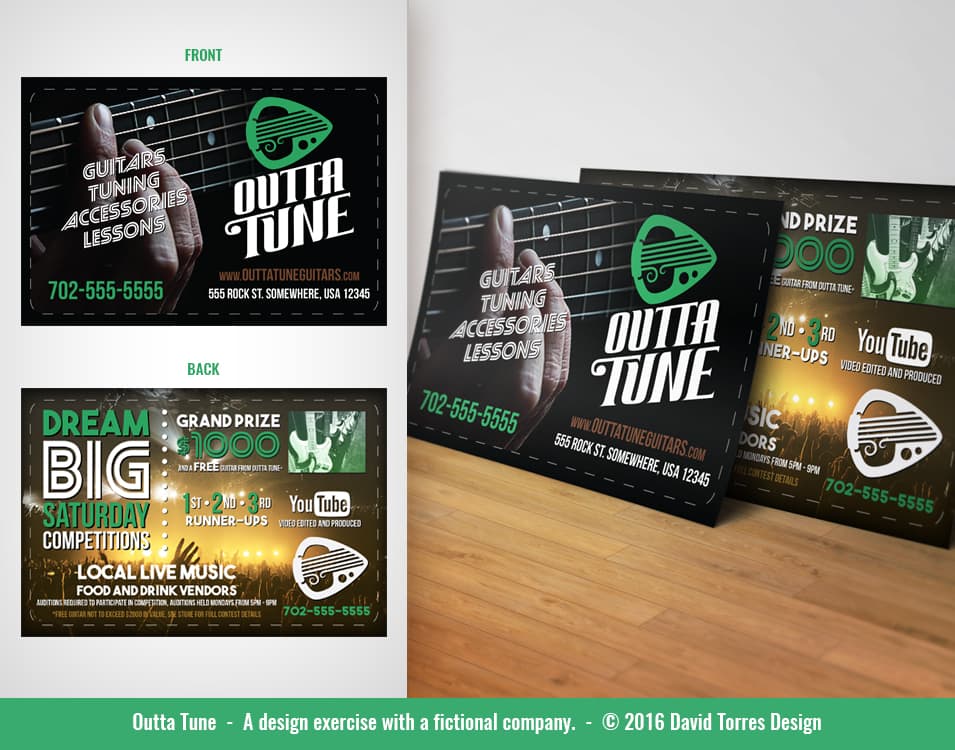 FRONT
GUITARS
TUNING
ACCESSORIES
LESSONS
OUTTA
TUNE
702-555-5555
WWW.OUTTATUNEGUITARS.COM
555 ROCK ST. SOMEWHERE, USA 12345
BACK
DREAM
BIG
SATURDAY
COMPETITIONS
GRAND PRIZE
$1000
AND A FREE GUITAR FROM OUTTA TUNE*
1ST • 2ND • 3RD
RUNNER-UPS
YouTube
VIDEO EDITED AND PRODUCED
LOCAL LIVE MUSIC
FOOD AND DRINK VENDORS
AUDITIONS REQUIRED TO PARTICIPATE IN COMPETITION, AUDITIONS HELD MONDAYS FROM 5PM - 9PM
*FREE GUITAR NOT TO EXCEED $2000 IN VALUE, SEE STORE FOR FULL CONTEST DETAILS
702-555-5555
GUITARS
TUNING
ACCESSORIES
LESSONS
OUTTA
TUNE
702-555-5555
WWW.OUTTATUNEGUITARS.COM
555 ROCK ST. SOMEWHERE, USA 12345
ND PRIZE
000
EE GUITAR FROM OUTTA TUNE*
2ND • 3RD
NER-UPS
YouTube
VIDEO EDITED AND PRODUCED
USIC
DORS
LD MONDAYS FROM 5PM - 9PM
FULL CONTEST DETAILS
702-555-5555
Outta Tune - A design exercise with a fictional company. - © 2016 David Torres Design